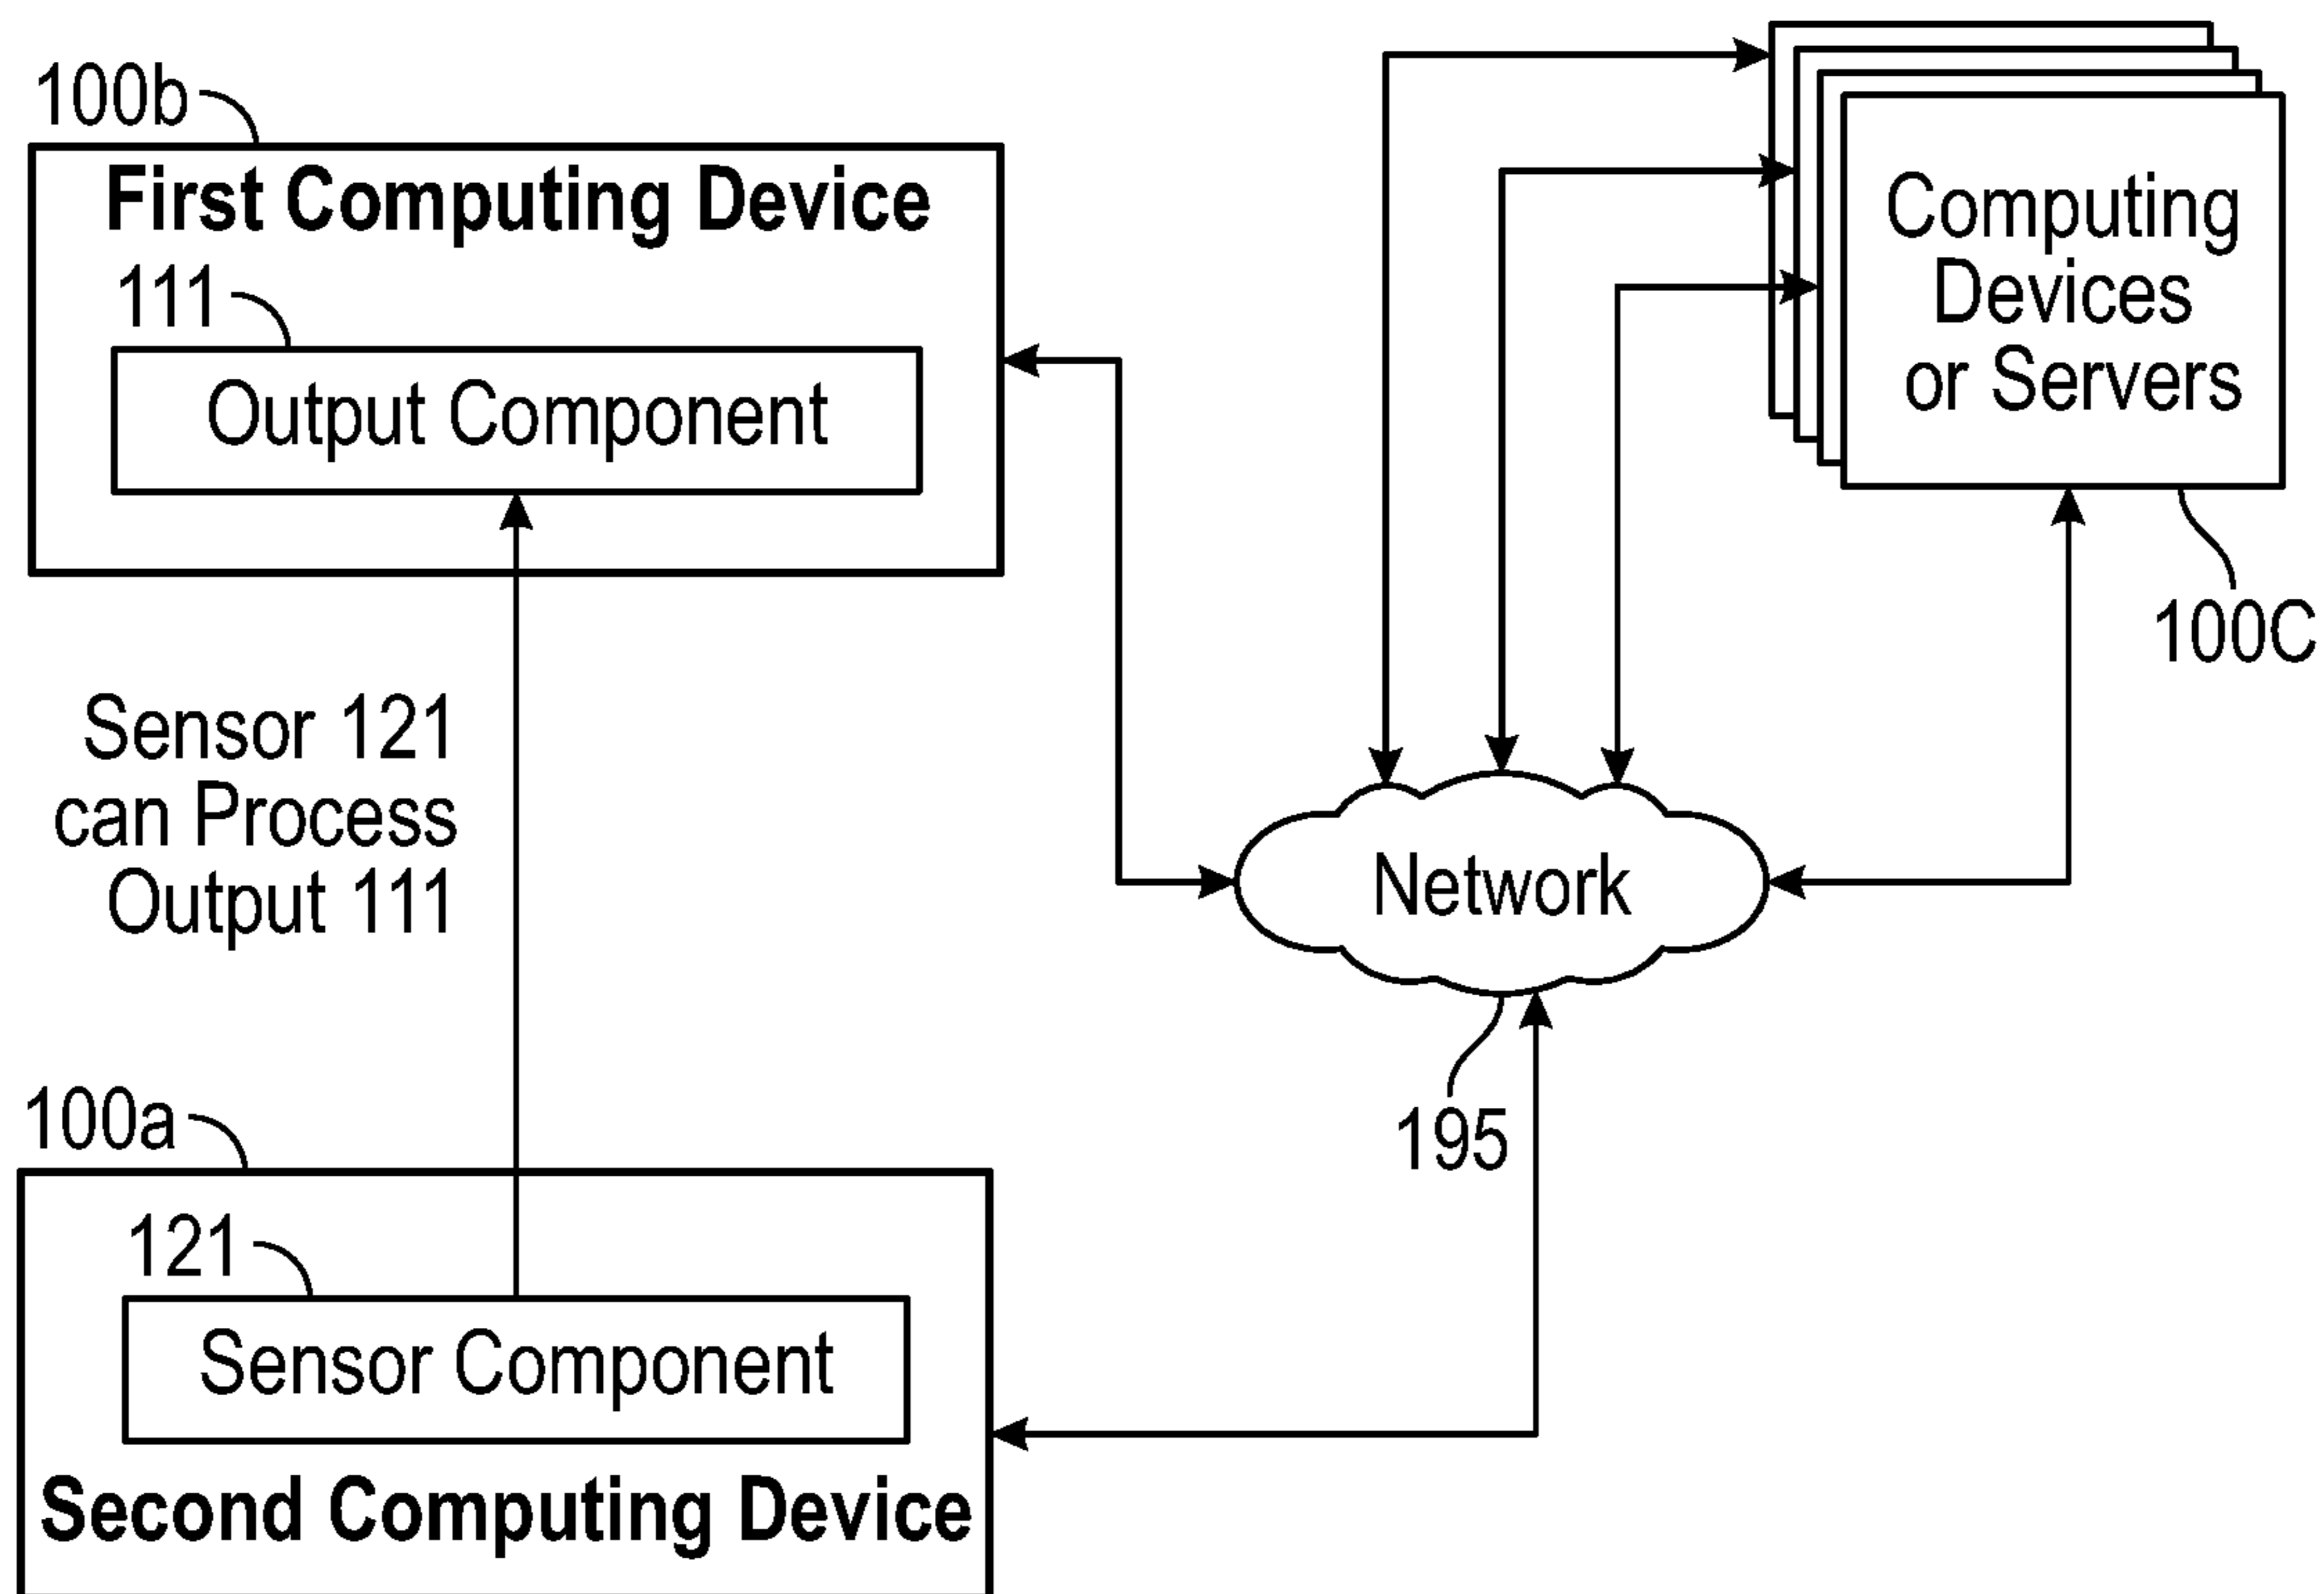 100b
First Computing Device
111
Output Component
Computing
Devices
or Servers
100C
Sensor 121
can Process
Output 111
Network
195
100a
121
Sensor Component
Second Computing Device